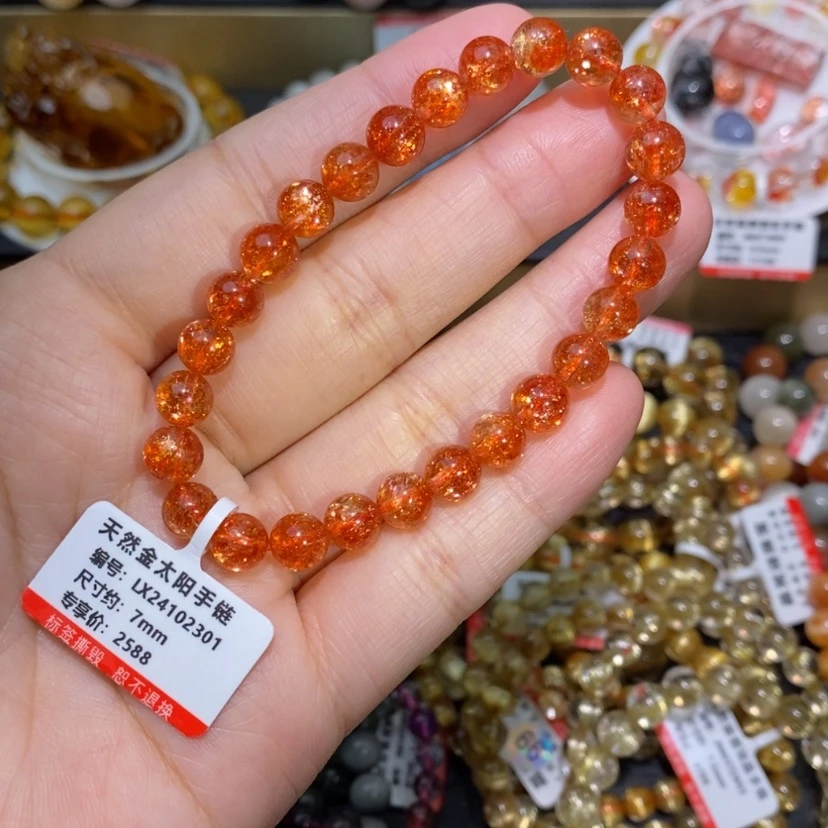 天然金太阳手链
编号: LX24102301
尺寸约: 7mm
专享价: 2588
标签撕毁 恕不退换